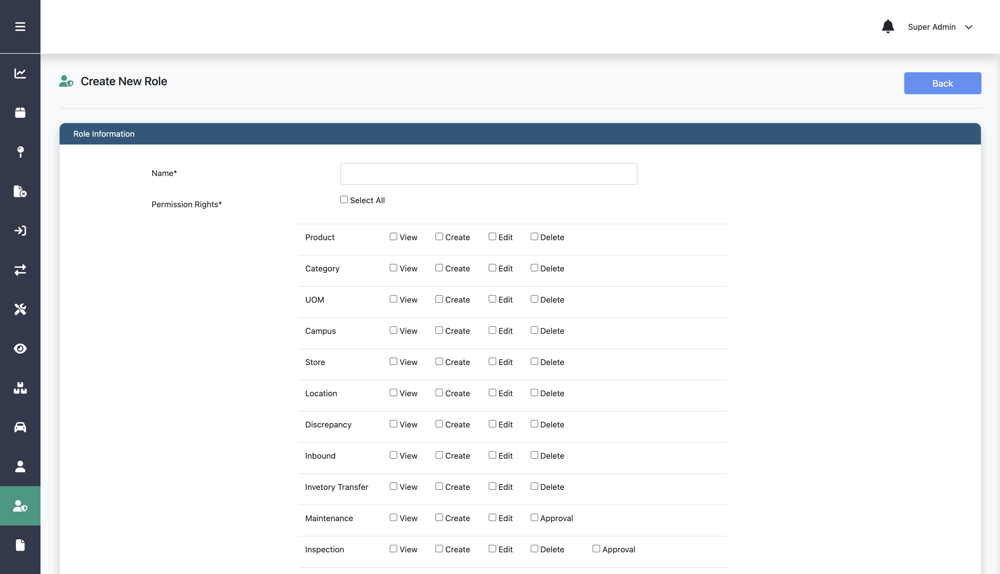 Super Admin
Create New Role
Back
Role Information
Name*
Permission Rights*
Select All
Product View Create Edit Delete
Category View Create Edit Delete
UOM View Create Edit Delete
Campus View Create Edit Delete
Store View Create Edit Delete
Location View Create Edit Delete
Discrepancy View Create Edit Delete
Inbound View Create Edit Delete
Invetory Transfer View Create Edit Delete
Maintenance View Create Edit Approval
Inspection View Create Edit Delete Approval